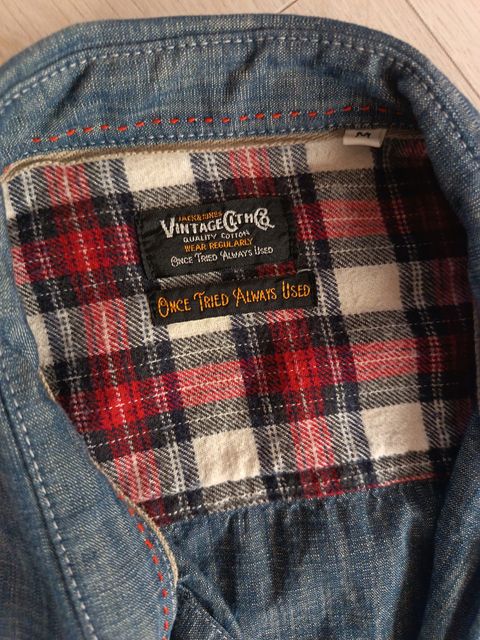 M
JACK & JONES
VINTAGE CLTH Co.
QUALITY COTTON
WEAR REGULARLY
ONCE TRIED ALWAYS USED
ONCE TRIED ALWAYS USED